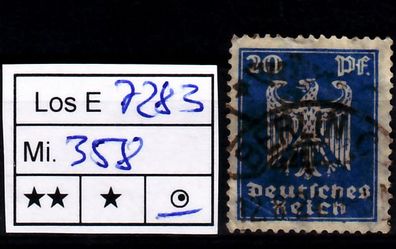 Los E 7283
Mi. 358
★★ ★
20 Pf.
Deutsches
Reich